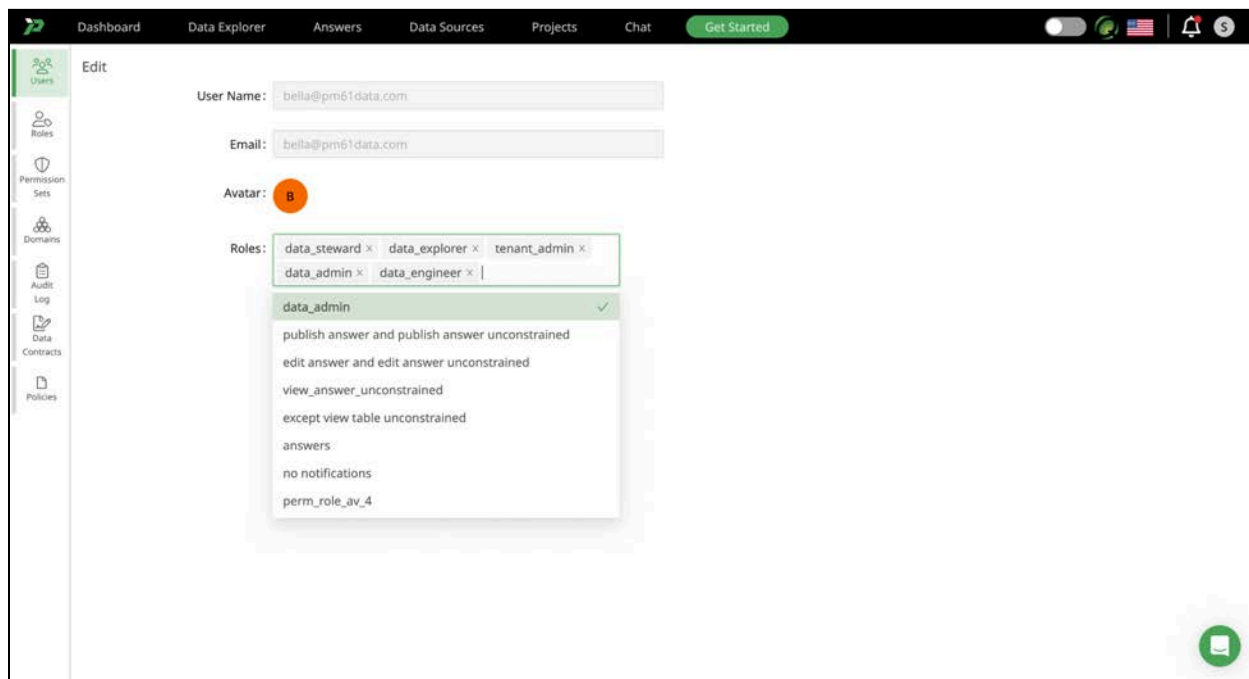 Dashboard Data Explorer Answers Data Sources Projects Chat Get Started S
Users
Edit
User Name: bella@pm61data.com
Roles
Email: bella@pm61data.com
Permission
Sets
Avatar: B
Domains
Roles: data_steward × data_explorer × tenant_admin ×
data_admin × data_engineer ×
Audit
Log
data_admin
Data
Contracts
publish answer and publish answer unconstrained
edit answer and edit answer unconstrained
Policies
view_answer_unconstrained
except view table unconstrained
answers
no notifications
perm_role_av_4